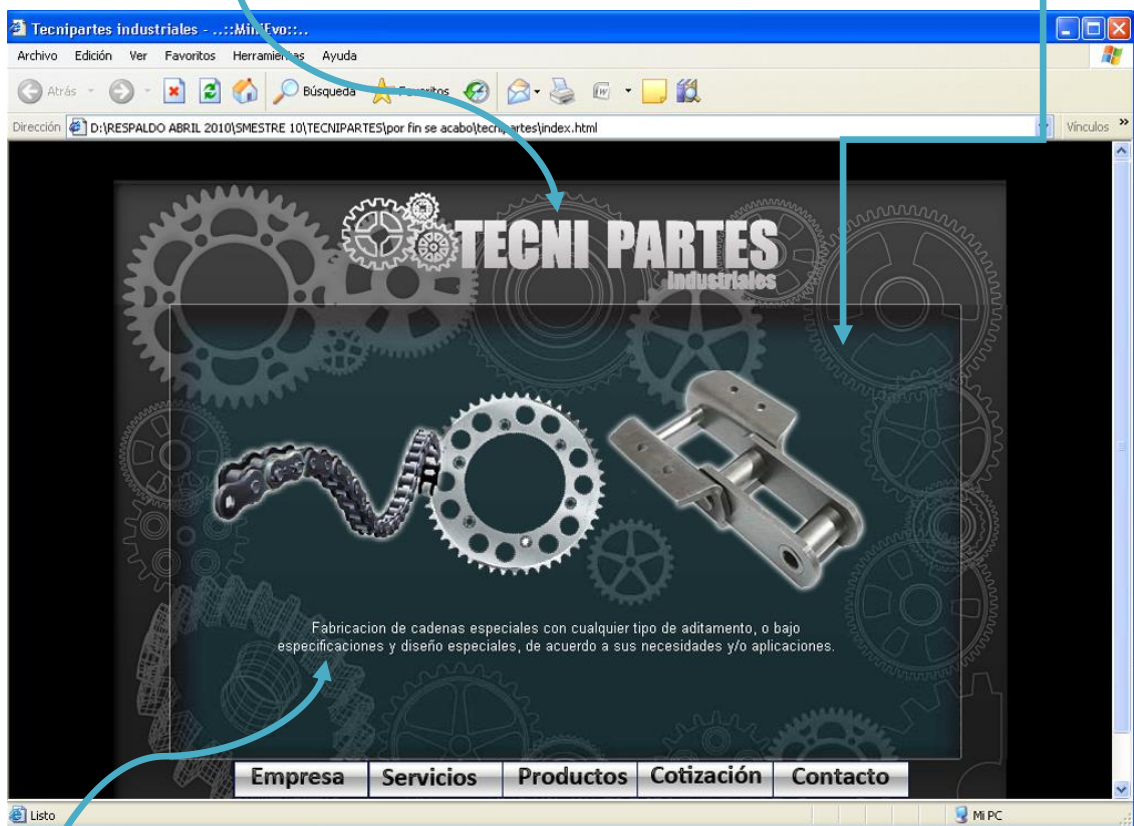 Tecnipartes industriales - ..::MiniEvo::..
Archivo Edición Ver Favoritos Herramientas Ayuda
Atrás Búsqueda Favoritos
Dirección D:\RESPALDO ABRIL 2010\SMESTRE 10\TECNIPARTES\por fin se acabo\tecnipartes\index.html Vínculos »
TECNI PARTES
industriales
Fabricacion de cadenas especiales con cualquier tipo de aditamento, o bajo
especificaciones y diseño especiales, de acuerdo a sus necesidades y/o aplicaciones.
Empresa Servicios Productos Cotización Contacto
Listo Mi PC